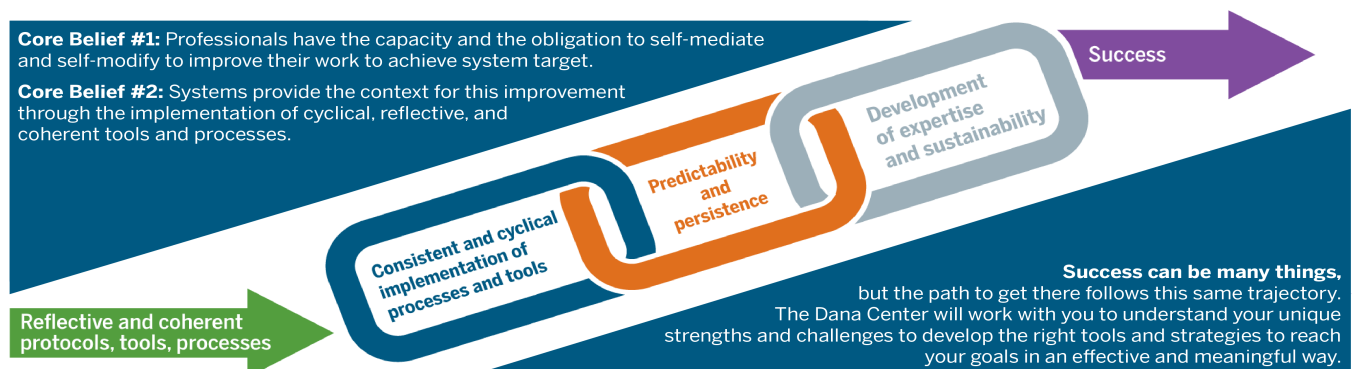 Core Belief #1: Professionals have the capacity and the obligation to self-mediate
and self-modify to improve their work to achieve system target.
Core Belief #2: Systems provide the context for this improvement
through the implementation of cyclical, reflective, and
coherent tools and processes.
Reflective and coherent
protocols, tools, processes
Consistent and cyclical
implementation of
processes and tools
Predictability
and
persistence
Development
of expertise
and sustainability
Success
Success can be many things,
but the path to get there follows this same trajectory.
The Dana Center will work with you to understand your unique
strengths and challenges to develop the right tools and strategies to reach
your goals in an effective and meaningful way.